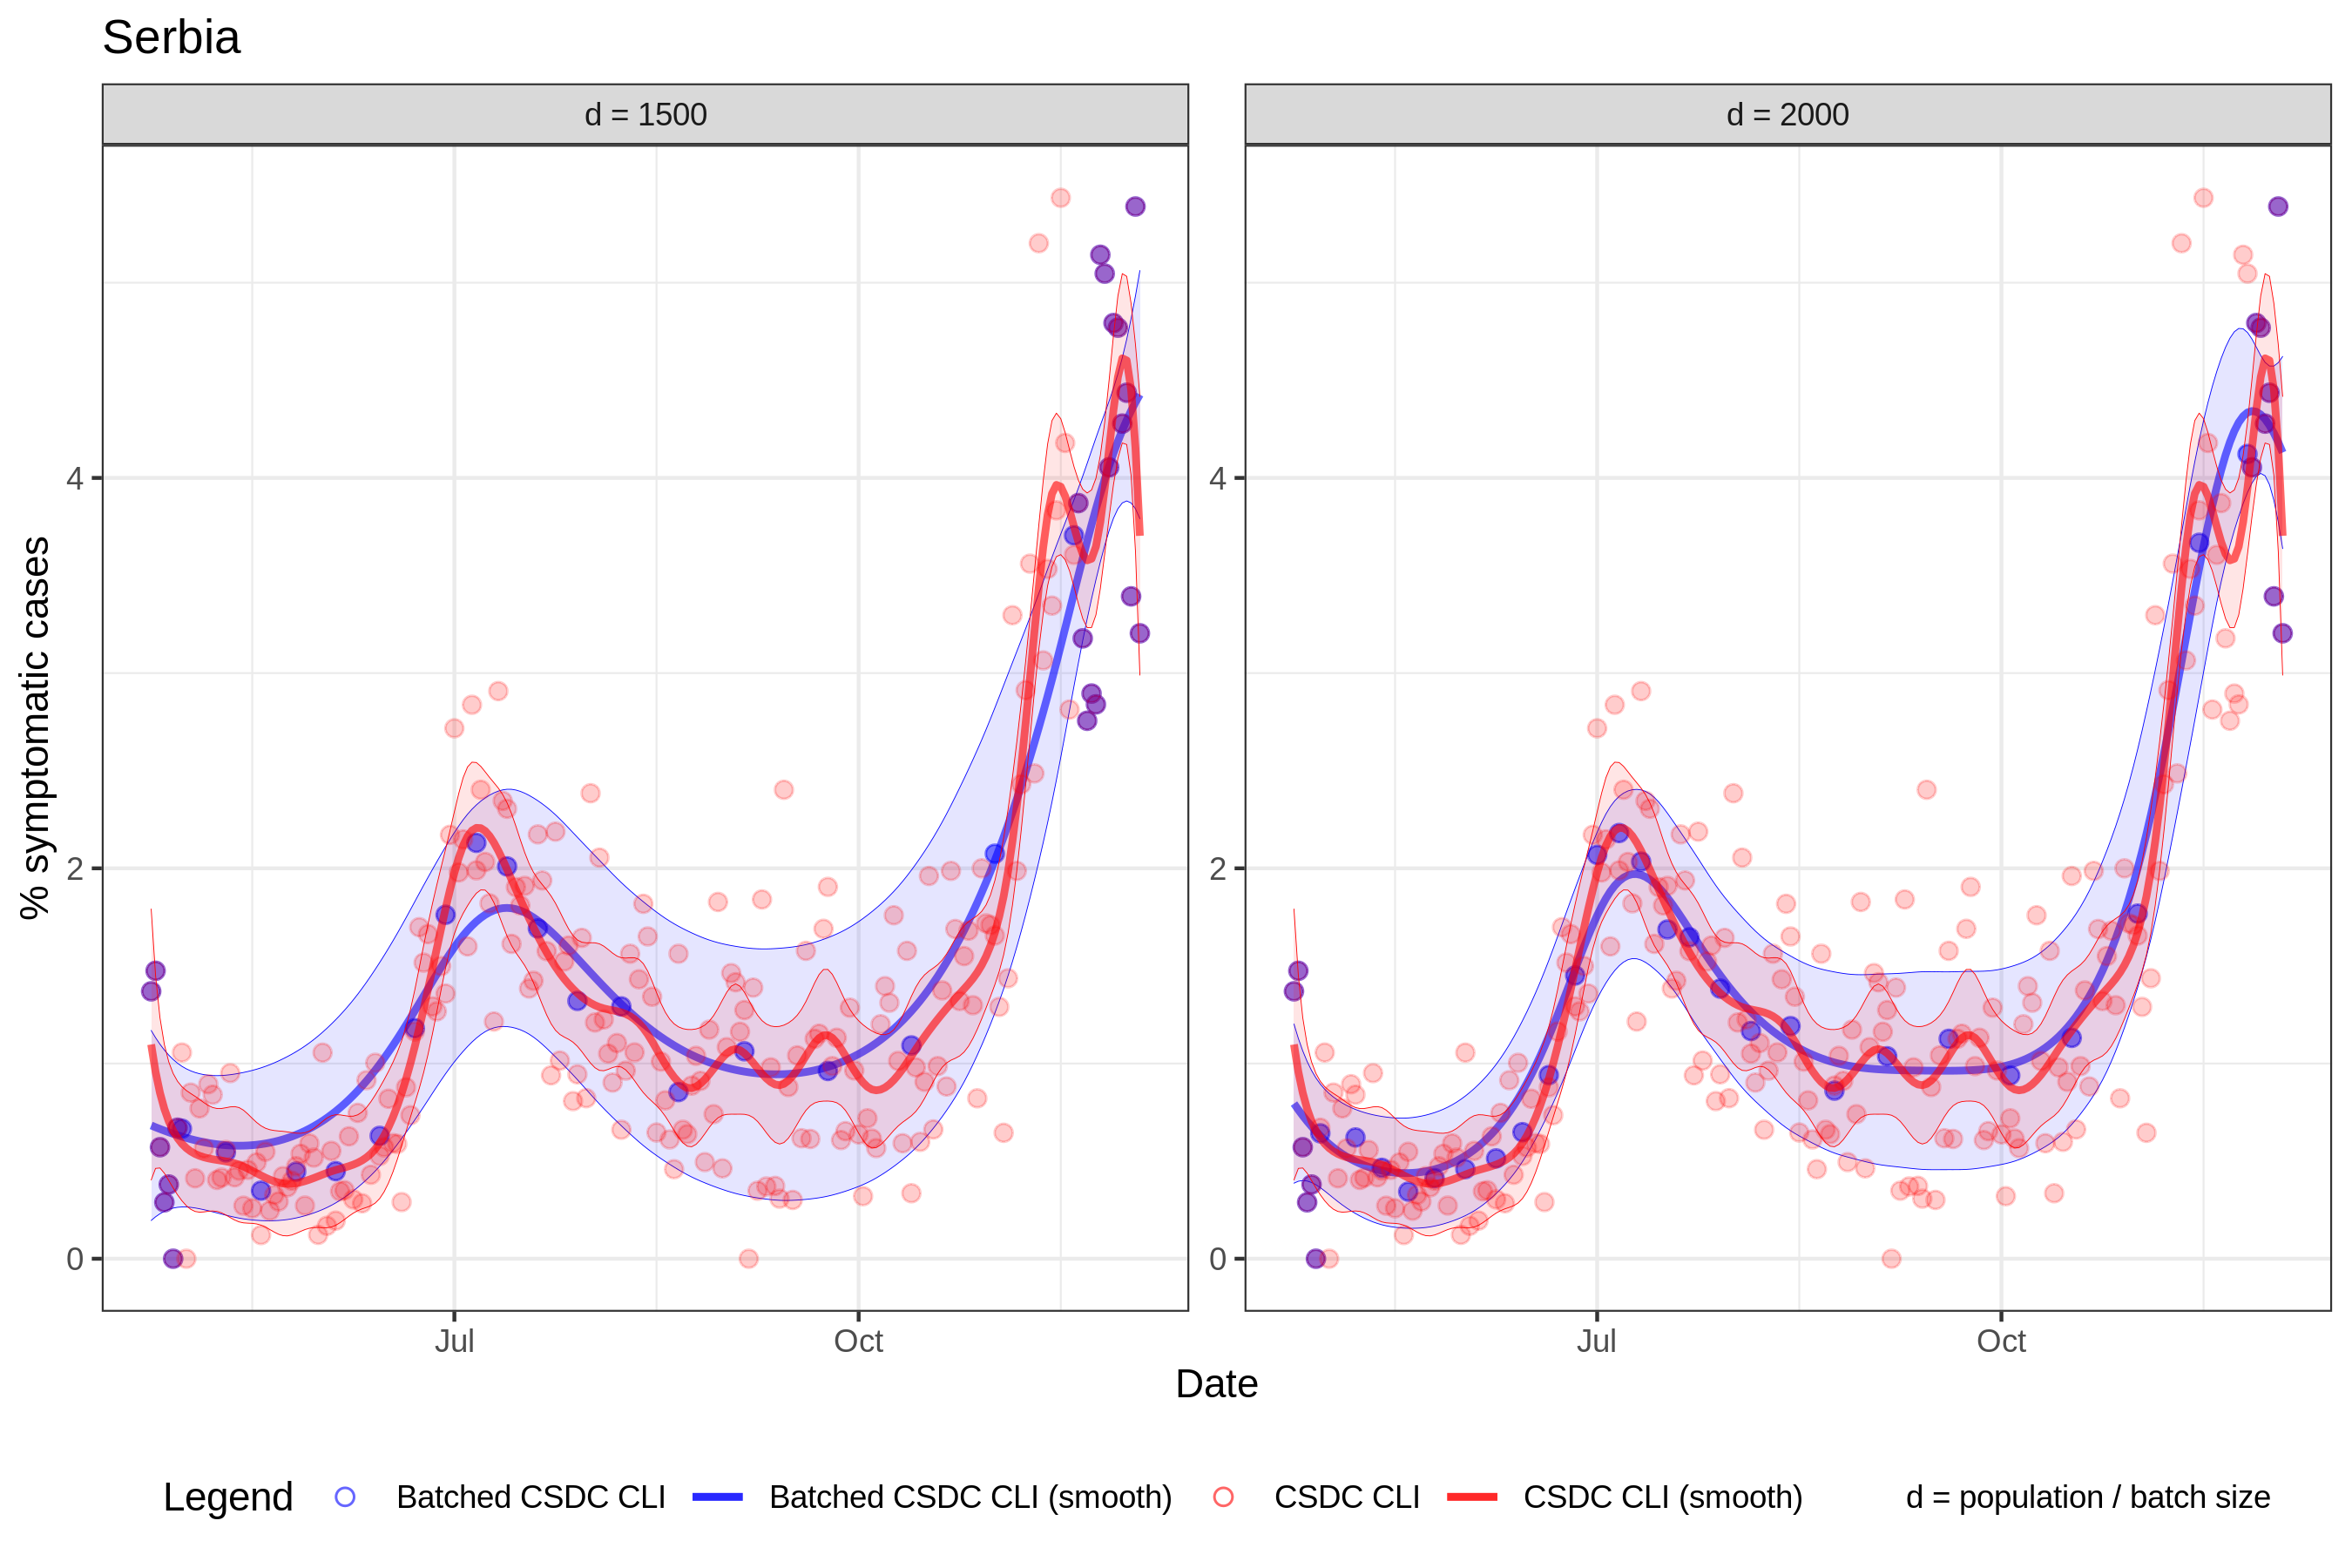 Serbia
d = 1500
d = 2000
% symptomatic cases
4
2
0
4
2
0
Jul
Oct
Jul
Oct
Date
Legend
Batched CSDC CLI
Batched CSDC CLI (smooth)
CSDC CLI
CSDC CLI (smooth)
d = population / batch size